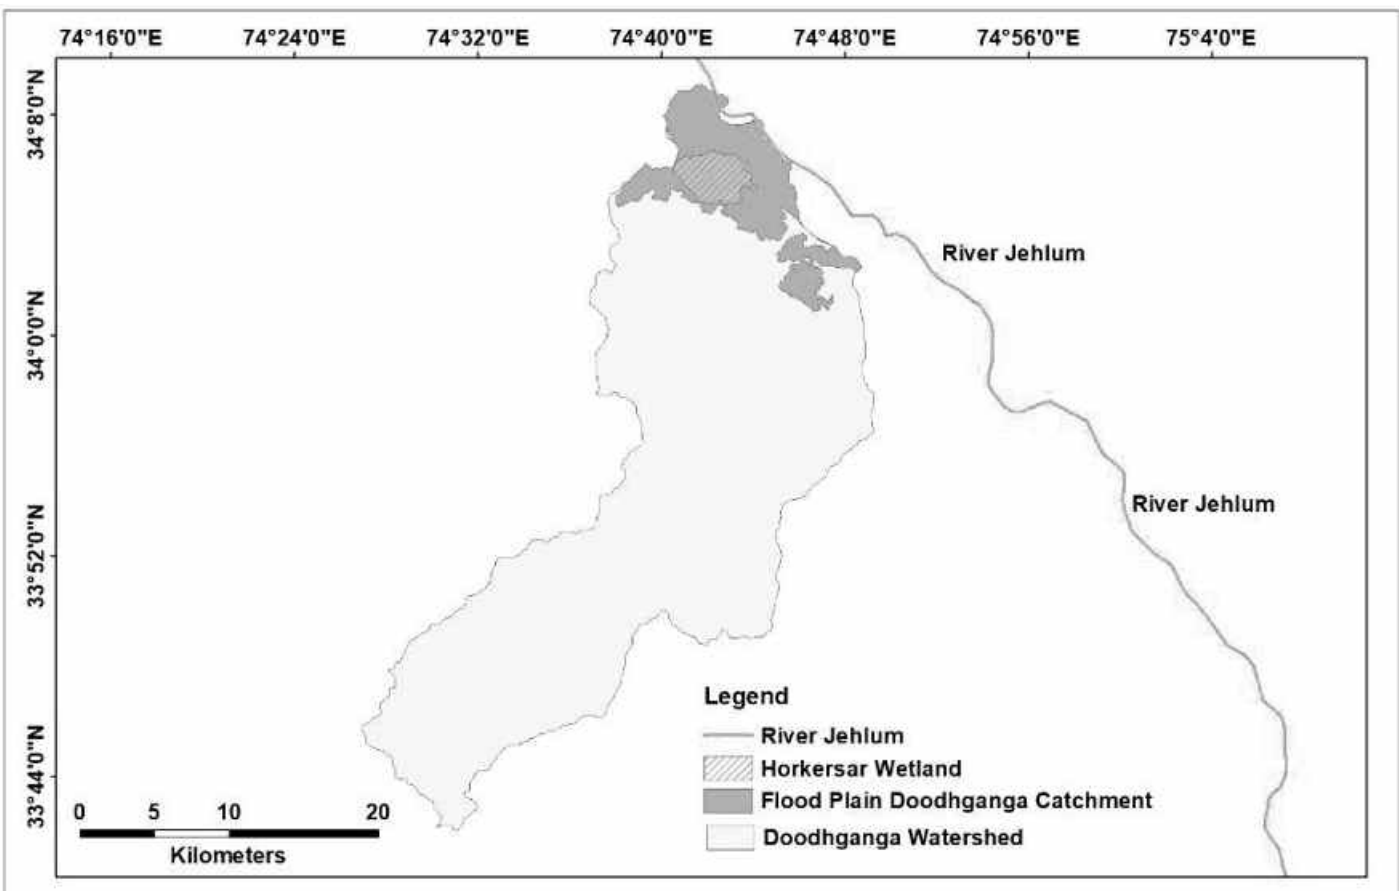 74°16'0"E 74°24'0"E 74°32'0"E 74°40'0"E 74°48'0"E 74°56'0"E 75°4'0"E
34°8'0"N
34°0'0"N
33°52'0"N
33°44'0"N
River Jehlum
River Jehlum
Legend
River Jehlum
Horkersar Wetland
Flood Plain Doodhganga Catchment
Doodhganga Watershed
0 5 10 20
Kilometers